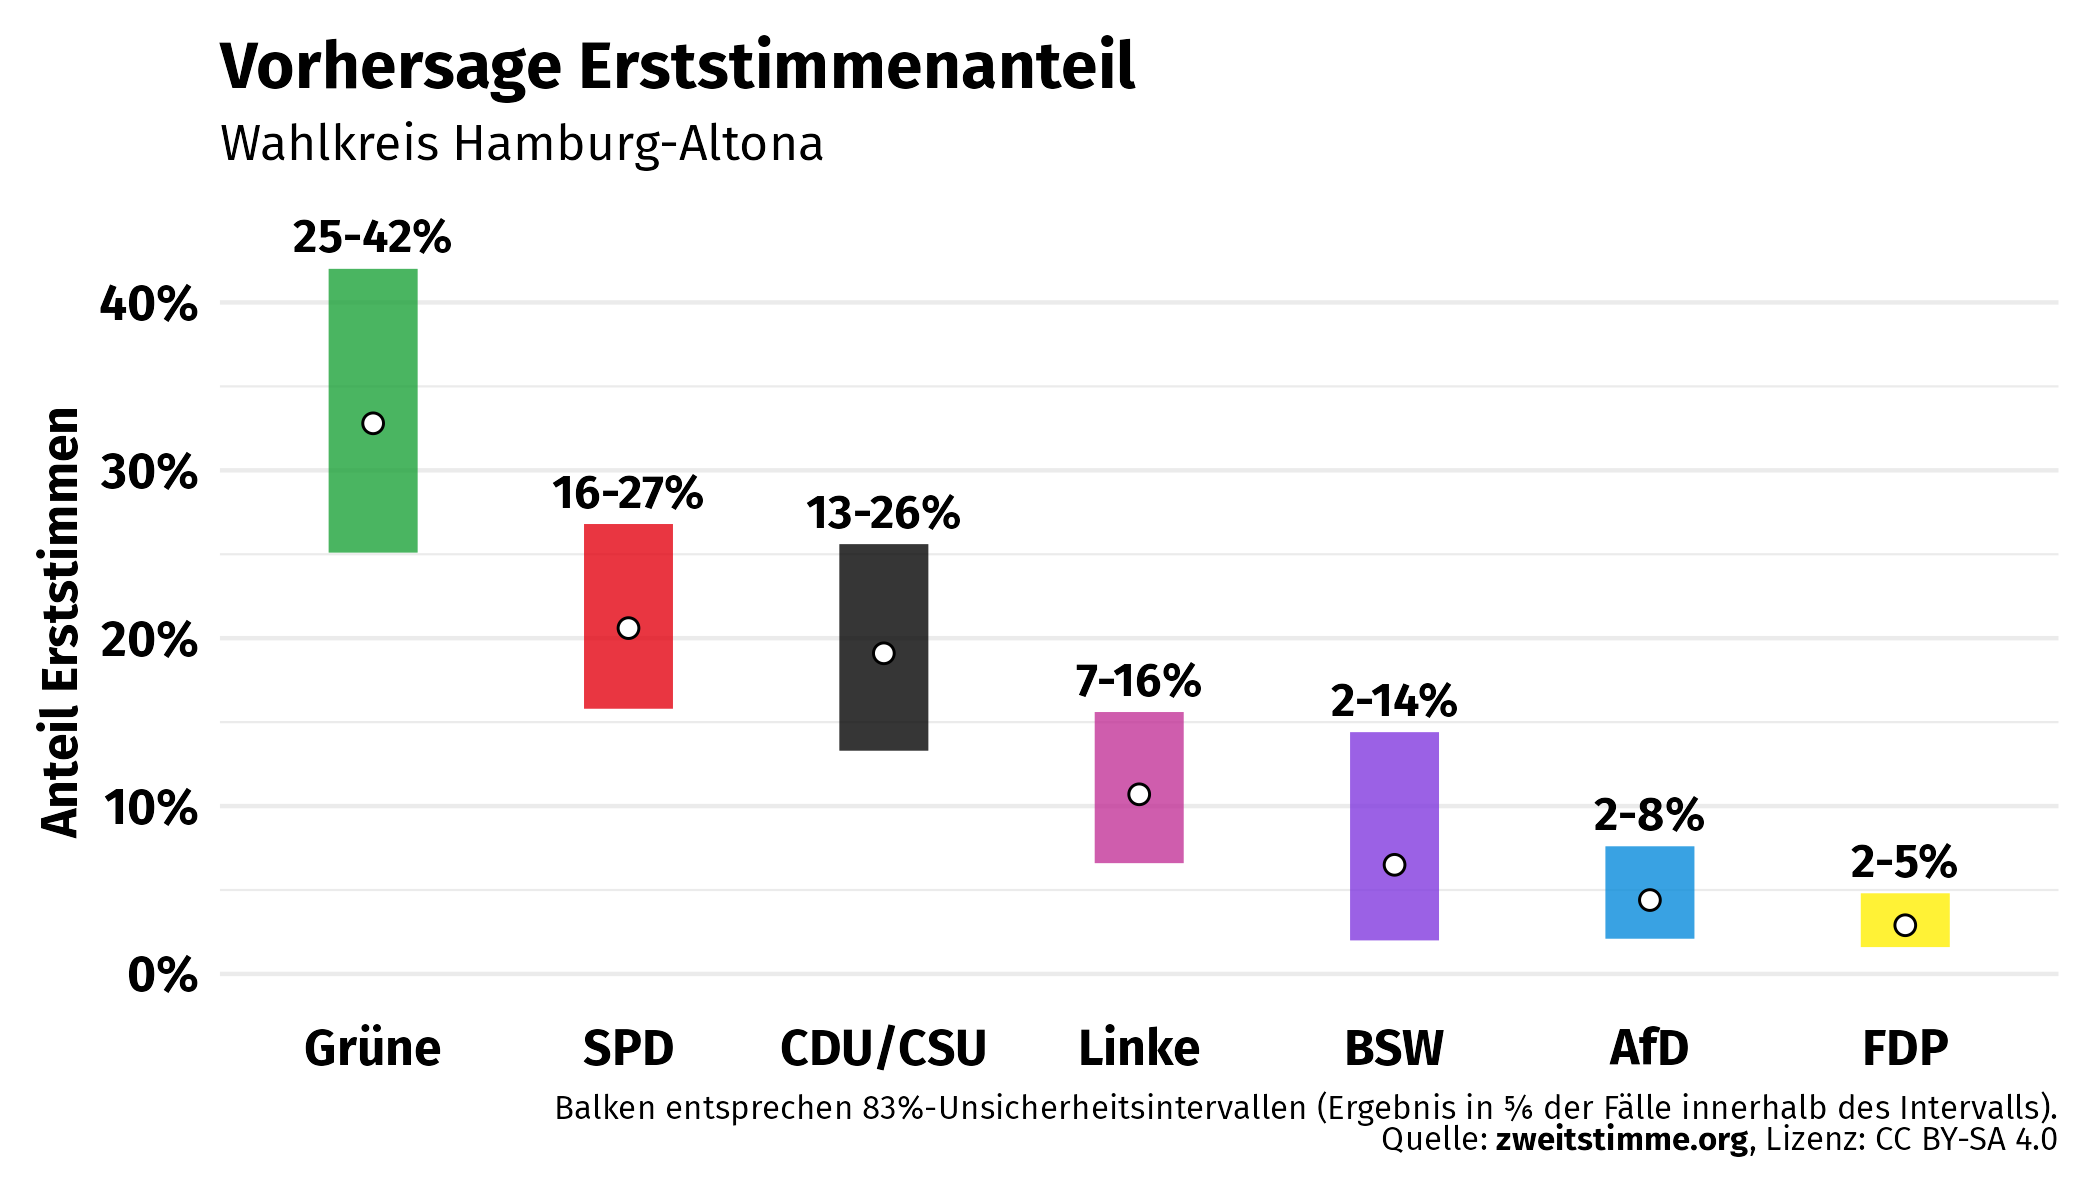 Vorhersage Erststimmenanteil
Wahlkreis Hamburg-Altona
Anteil Erststimmen
40%
30%
20%
10%
0%
25-42%
16-27%
13-26%
7-16%
2-14%
2-8%
2-5%
Grüne
SPD
CDU/CSU
Linke
BSW
AfD
FDP
Balken entsprechen 83%-Unsicherheitsintervallen (Ergebnis in ⅚ der Fälle innerhalb des Intervalls).
Quelle: zweitstimme.org, Lizenz: CC BY-SA 4.0